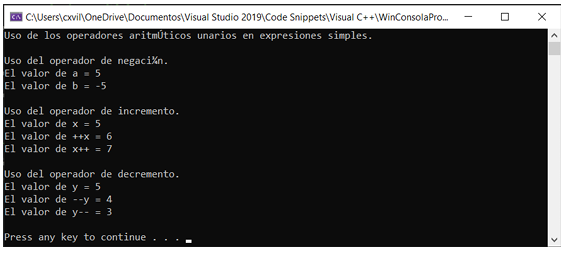 C:\Users\cxvil\OneDrive\Documentos\Visual Studio 2019\Code Snippets\Visual C++\WinConsolaPro...
Uso de los operadores aritmÚticos unarios en expresiones simples.
Uso del operador de negaci¾n.
El valor de a = 5
El valor de b = -5
Uso del operador de incremento.
El valor de x = 5
El valor de ++x = 6
El valor de x++ = 7
Uso del operador de decremento.
El valor de y = 5
El valor de --y = 4
El valor de y-- = 3
Press any key to continue . . .